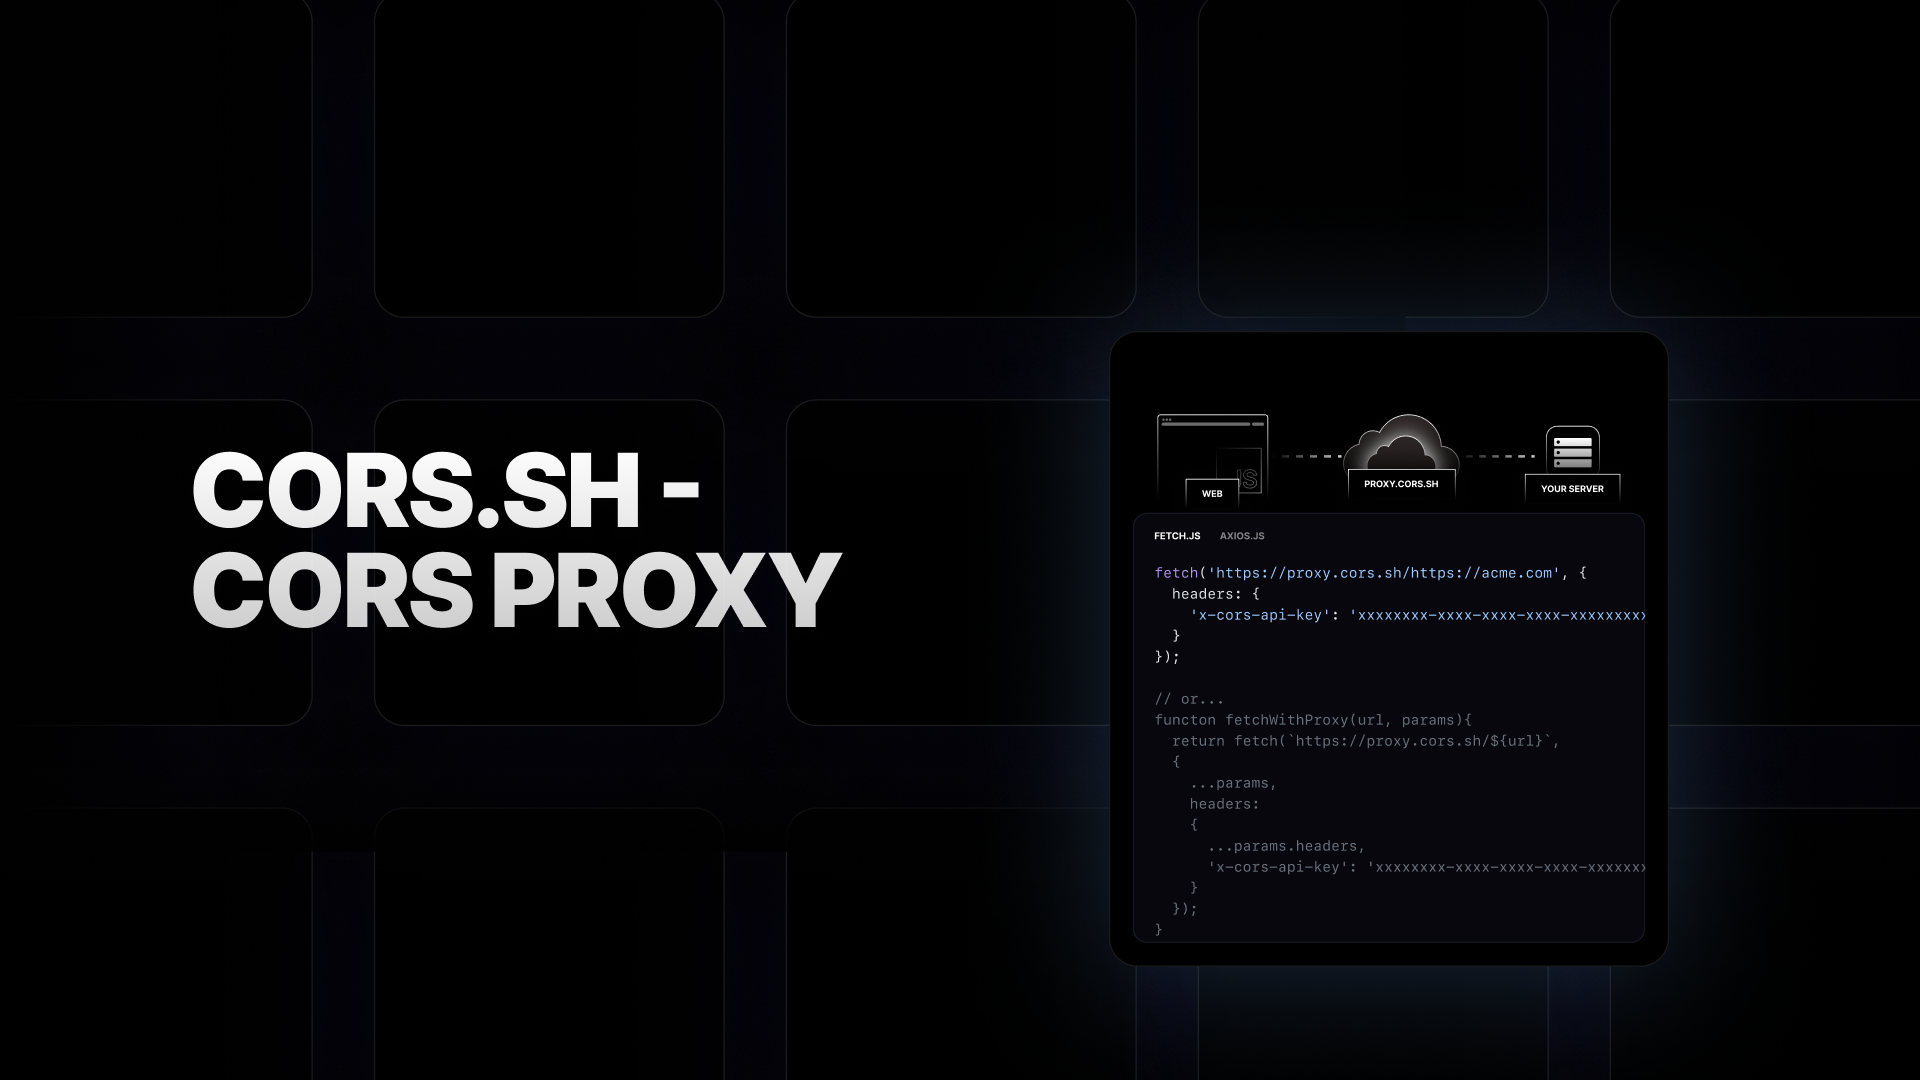 CORS.SH -
CORS PROXY
JS
WEB
PROXY.CORS.SH
YOUR SERVER
FETCH.JS AXIOS.JS
fetch('https://proxy.cors.sh/https://acme.com', {
  headers: {
    'x-cors-api-key': 'xxxxxxxx-xxxx-xxxx-xxxx-xxxxxxxxx
  }
});
// or...
functon fetchWithProxy(url, params){
  return fetch(`https://proxy.cors.sh/${url}`,
  {
    ...params,
    headers:
    {
      ...params.headers,
      'x-cors-api-key': 'xxxxxxxx-xxxx-xxxx-xxxx-xxxxxxx
    }
  });
}